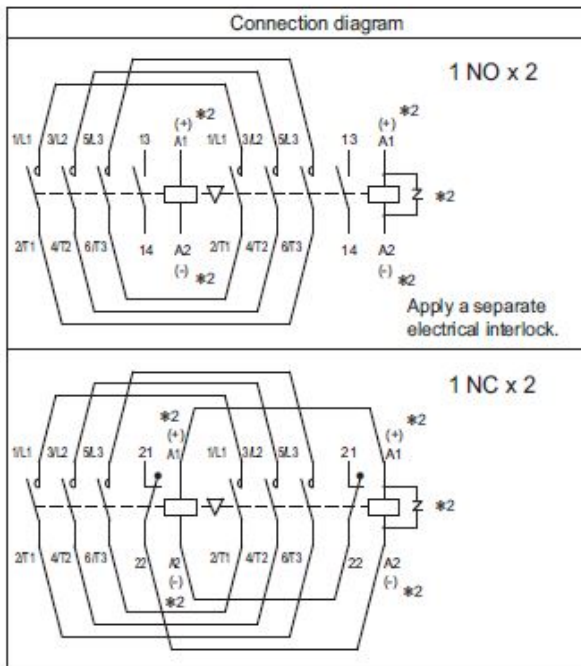 Connection diagram
1 NO x 2
✻2 ✻2
(+) (+)
1/L1 3/L2 5/L3 13 A1 1/L1 3/L2 5/L3 13 A1
✻2
2/T1 4/T2 6/T3 14 A2 2/T1 4/T2 6/T3 14 A2
(-) (-)
✻2 ✻2
Apply a separate
electrical interlock.
1 NC x 2
✻2 ✻2
(+) (+)
1/L1 3/L2 5/L3 21 A1 1/L1 3/L2 5/L3 21 A1
✻2
2/T1 4/T2 6/T3 22 A2 2/T1 4/T2 6/T3 22 A2
(-) (-)
✻2 ✻2